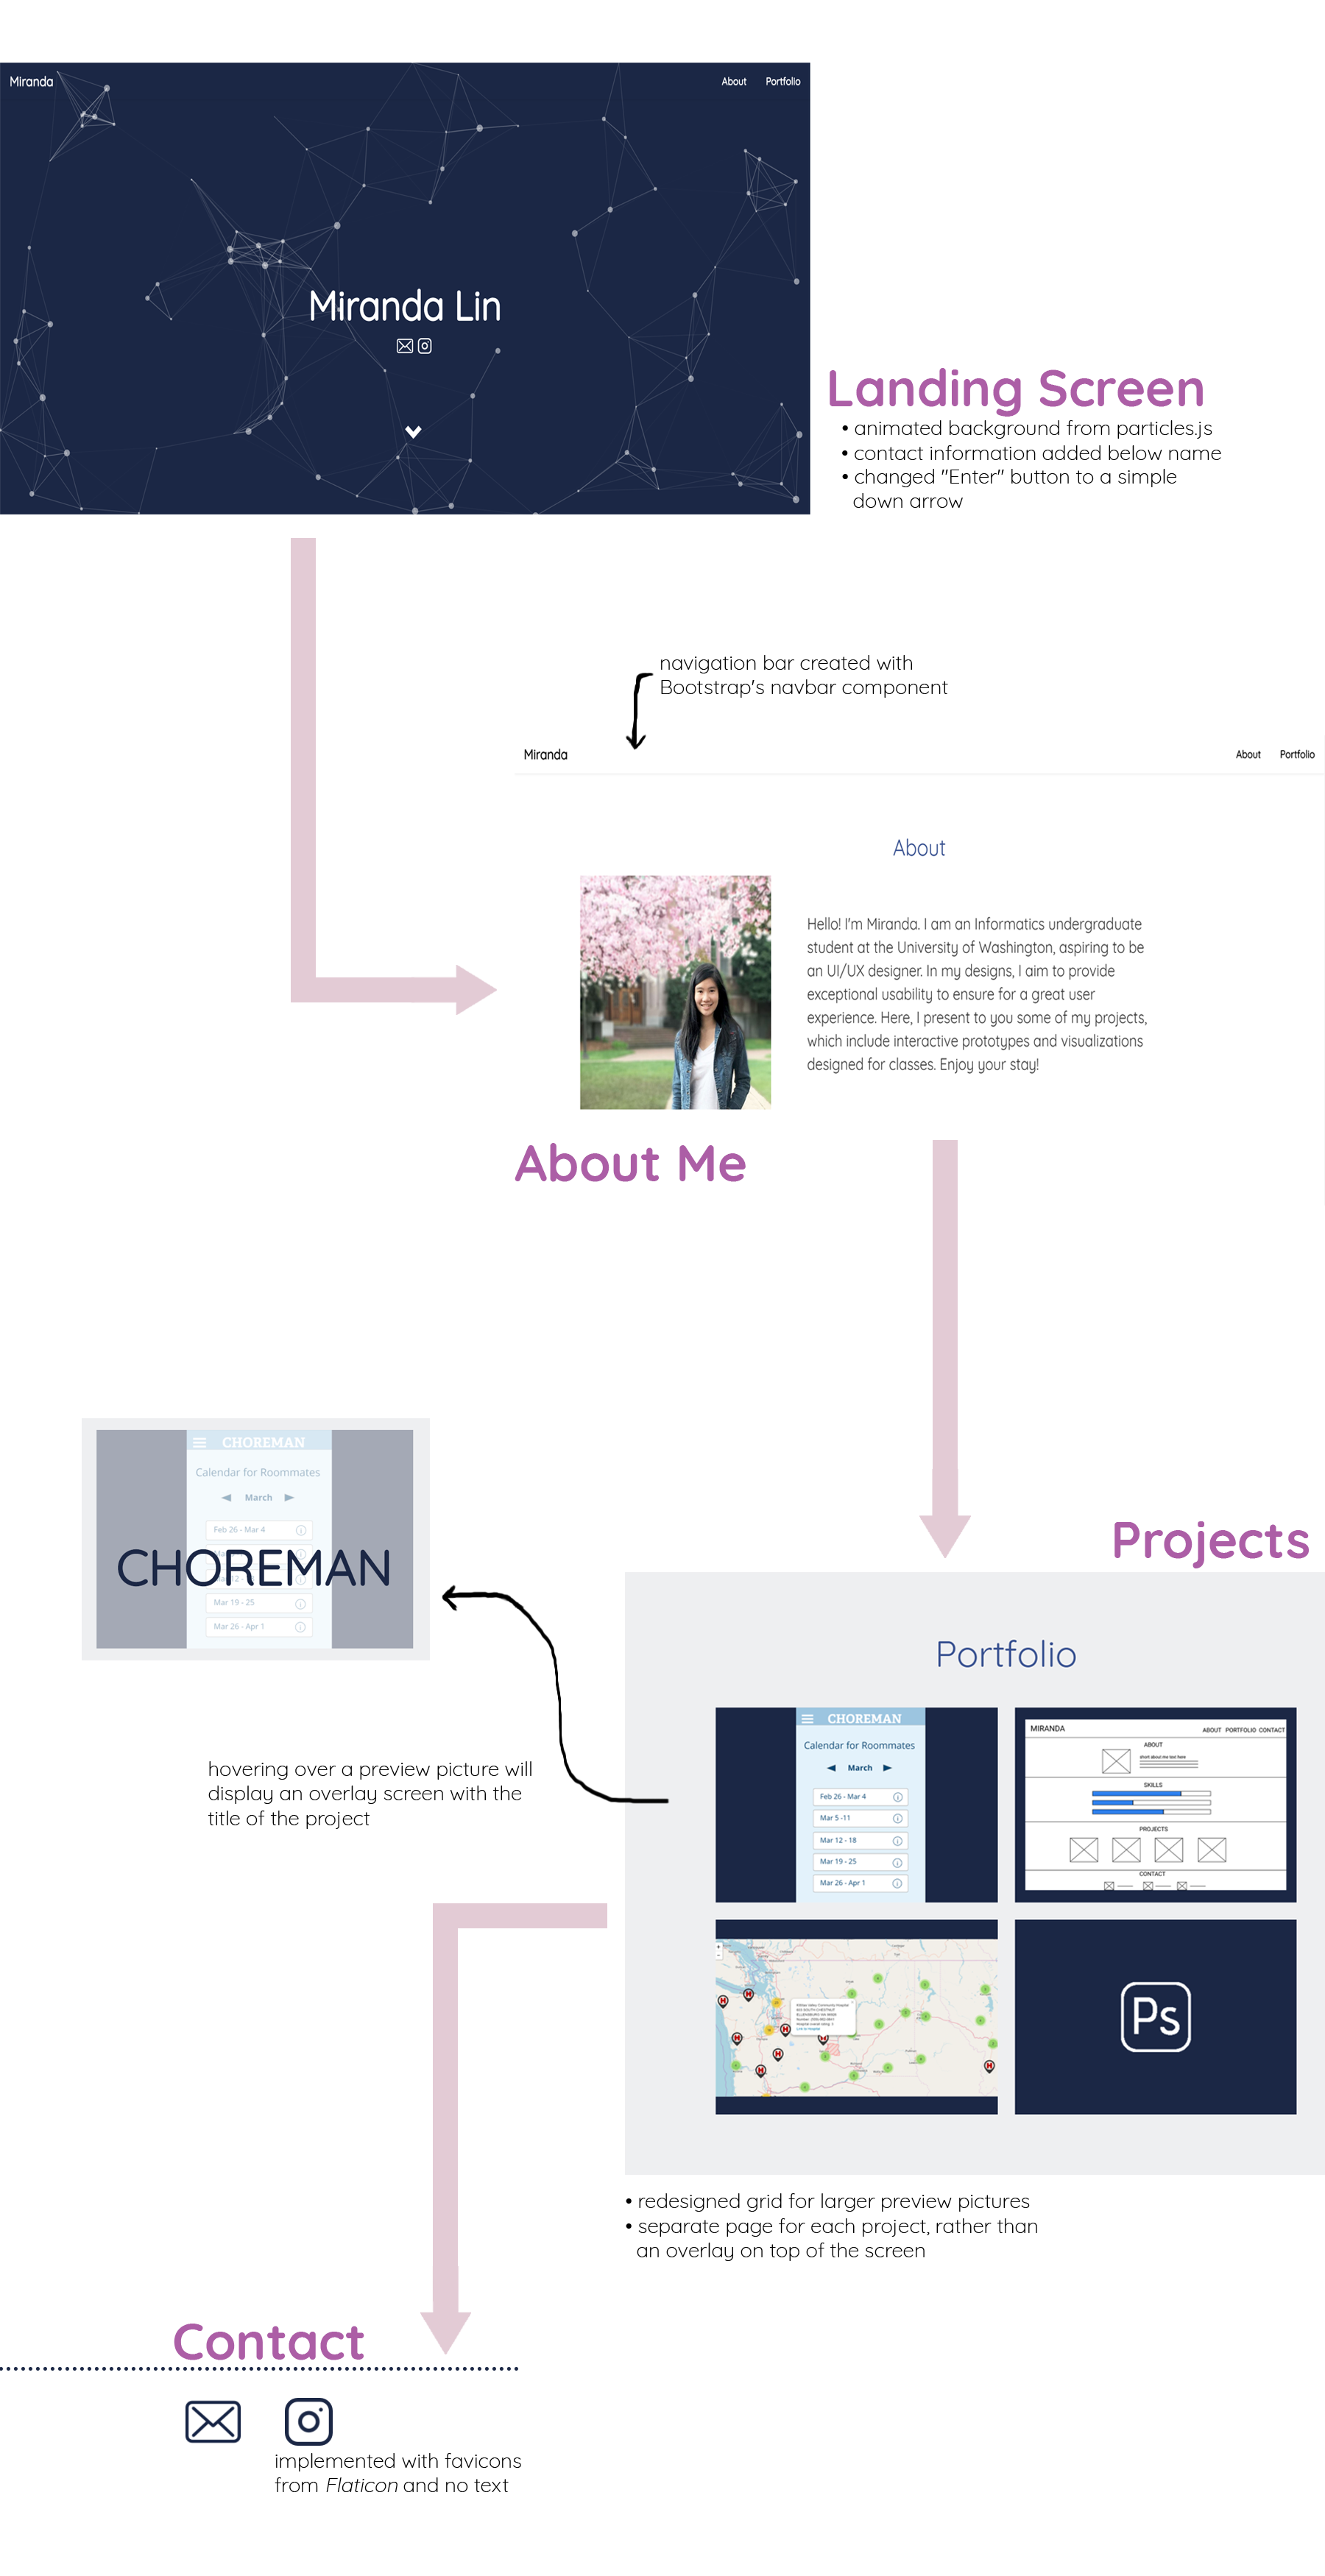 Miranda
About
Portfolio
Miranda Lin
Landing Screen
• animated background from particles.js
• contact information added below name
• changed "Enter" button to a simple
down arrow
navigation bar created with
Bootstrap's navbar component
Miranda
About
Portfolio
About
Hello! I'm Miranda. I am an Informatics undergraduate
student at the University of Washington, aspiring to be
an UI/UX designer. In my designs, I aim to provide
exceptional usability to ensure for a great user
experience. Here, I present to you some of my projects,
which include interactive prototypes and visualizations
designed for classes. Enjoy your stay!
About Me
CHOREMAN
Calendar for Roommates
March
Feb 26 - Mar 4
CHOREMAN
Mar 19 - 25
Mar 26 - Apr 1
Projects
Portfolio
CHOREMAN
Calendar for Roommates
March
Feb 26 - Mar 4
Mar 5 -11
Mar 12 - 18
Mar 19 - 25
Mar 26 - Apr 1
MIRANDA
ABOUT PORTFOLIO CONTACT
ABOUT
short about me text here
SKILLS
PROJECTS
CONTACT
Ps
hovering over a preview picture will
display an overlay screen with the
title of the project
• redesigned grid for larger preview pictures
• separate page for each project, rather than
an overlay on top of the screen
Contact
implemented with favicons
from Flaticon and no text